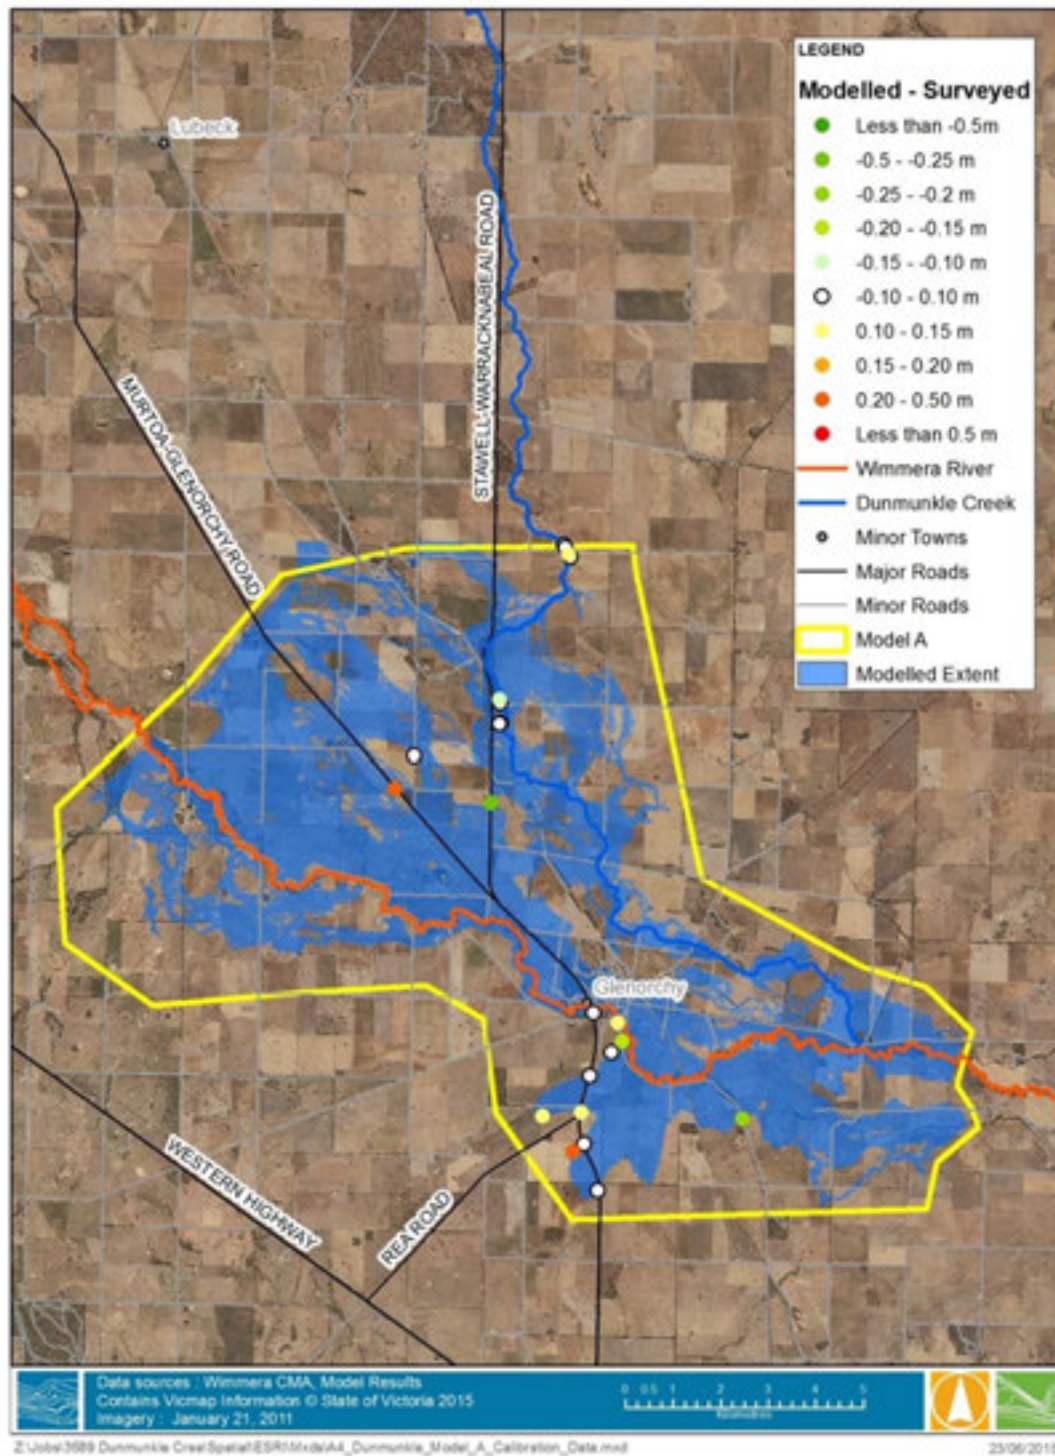 LEGEND
Modelled - Surveyed
Less than -0.5m
-0.5 - -0.25 m
-0.25 - -0.2 m
-0.20 - -0.15 m
-0.15 - -0.10 m
-0.10 - 0.10 m
0.10 - 0.15 m
0.15 - 0.20 m
0.20 - 0.50 m
Less than 0.5 m
Wimmera River
Dunmunkle Creek
Minor Towns
Major Roads
Minor Roads
Model A
Modelled Extent
Lubeck
STAWELL-WARRACKNABEAL ROAD
MURTOA-GLENORCHY ROAD
Glenorchy
WESTERN HIGHWAY
REA ROAD
Data sources : Wimmera CMA, Model Results
Contains Vicmap Information © State of Victoria 2015
Imagery : January 21, 2011
0 0.5 1 2 3 4 5
Kilometres